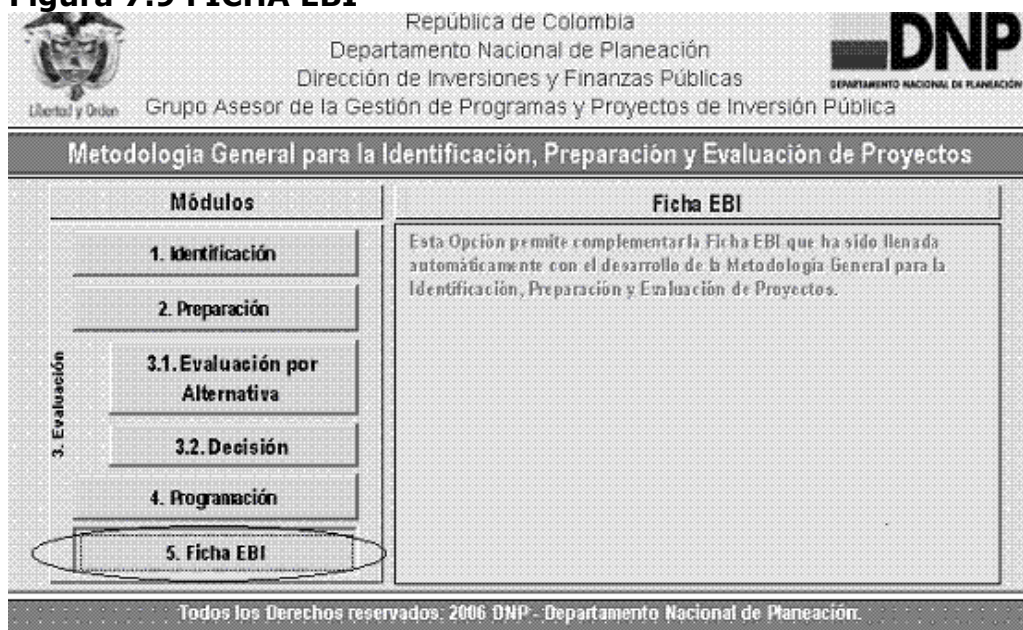 Figura 7.9 FICHA EBI
República de Colombia
Departamento Nacional de Planeación
Dirección de Inversiones y Finanzas Públicas
Grupo Asesor de la Gestión de Programas y Proyectos de Inversión Pública
Libertad y Orden
DNP
DEPARTAMENTO NACIONAL DE PLANEACIÓN
Metodología General para la Identificación, Preparación y Evaluación de Proyectos
Módulos
1. Identificación
2. Preparación
3. Evaluación
3.1. Evaluación por
Alternativa
3.2. Decisión
4. Programación
5. Ficha EBI
Ficha EBI
Esta Opción permite complementar la Ficha EBI que ha sido llenada
automáticamente con el desarrollo de la Metodología General para la
Identificación, Preparación y Evaluación de Proyectos.
Todos los Derechos reservados. 2006 DNP - Departamento Nacional de Planeación.